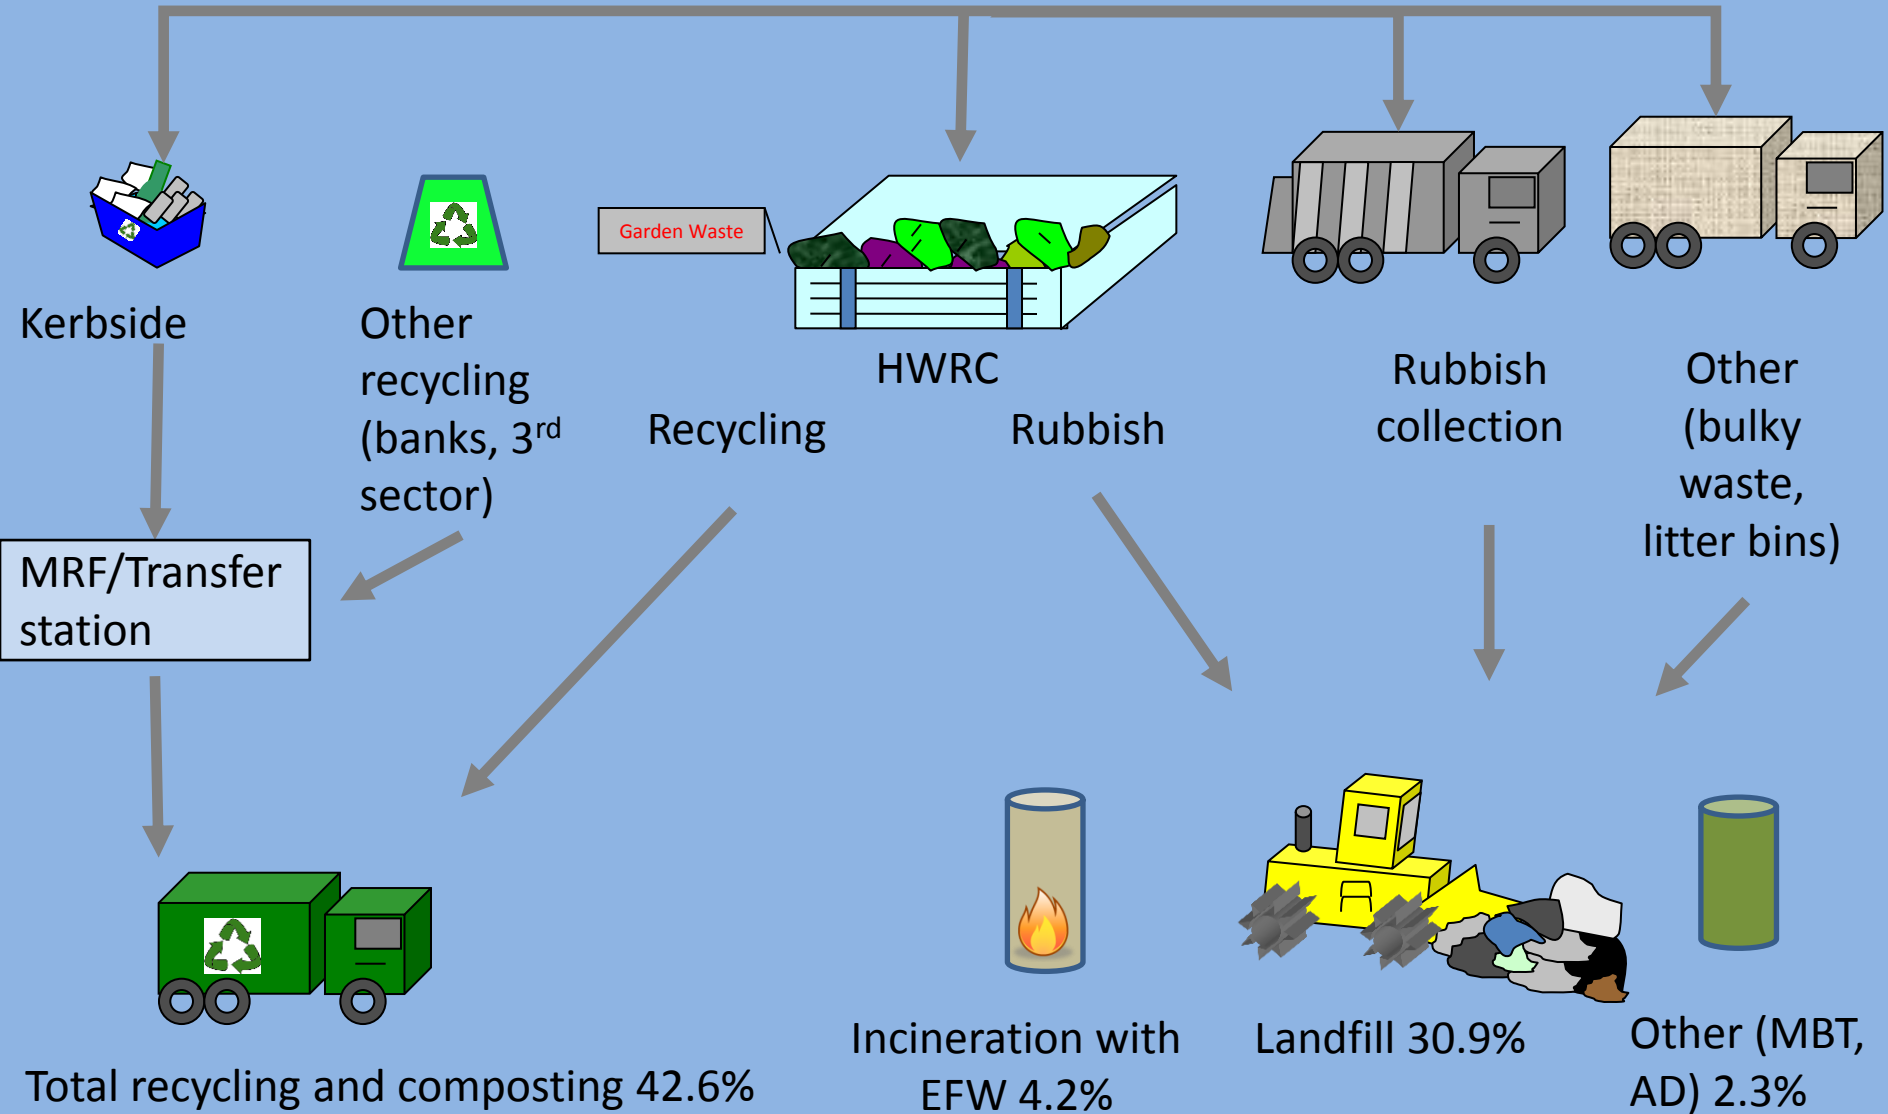 Garden Waste
Kerbside
Other
recycling
(banks, 3rd
sector)
HWRC
Recycling
Rubbish
Rubbish
collection
Other
(bulky
waste,
litter bins)
MRF/Transfer
station
Total recycling and composting 42.6%
Incineration with
EFW 4.2%
Landfill 30.9%
Other (MBT,
AD) 2.3%